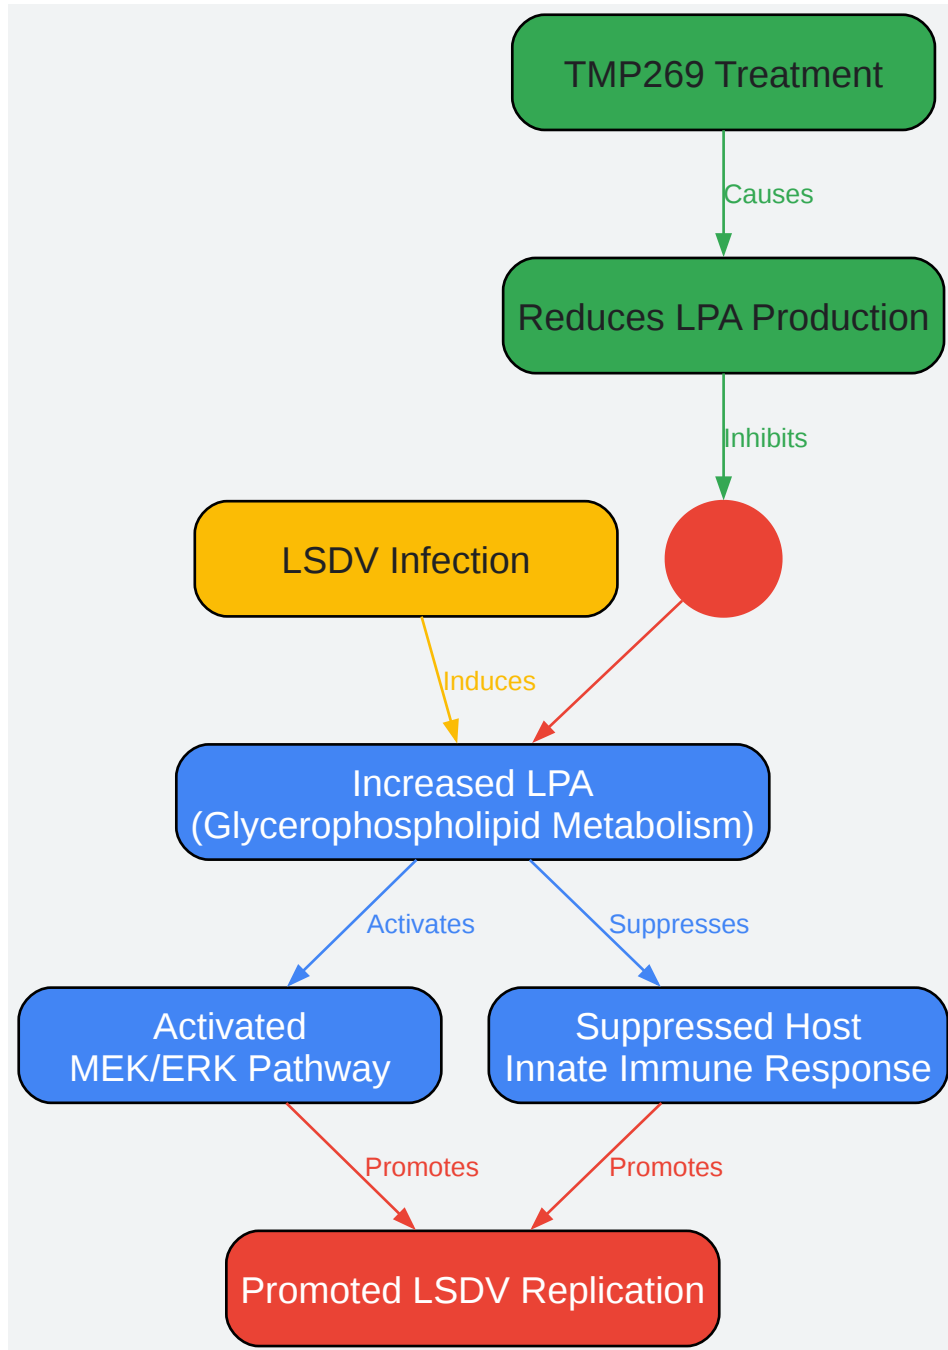 TMP269 Treatment
Causes
Reduces LPA Production
Inhibits
LSDV Infection
Induces
Increased LPA
(Glycerophospholipid Metabolism)
Activates
Suppresses
Activated
MEK/ERK Pathway
Suppressed Host
Innate Immune Response
Promotes
Promotes
Promoted LSDV Replication